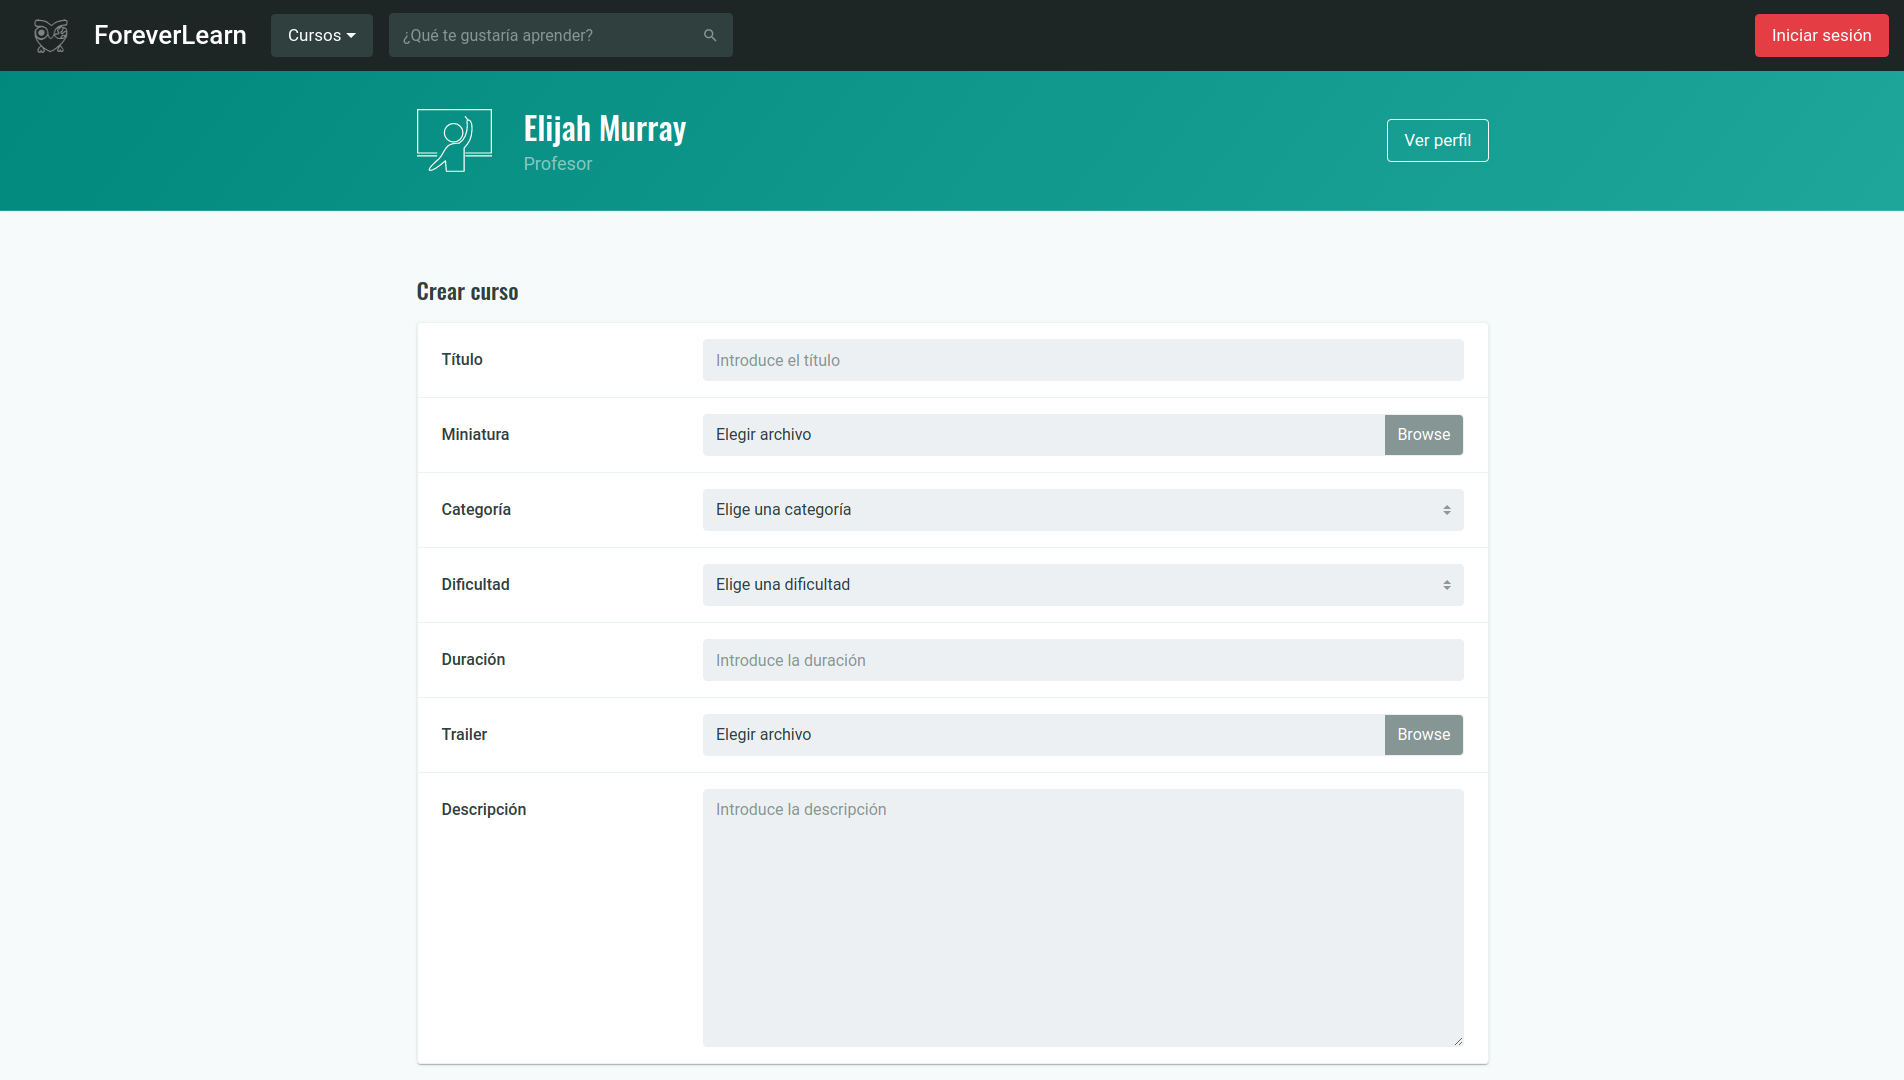 ForeverLearn
Cursos
¿Qué te gustaría aprender?
Iniciar sesión
Elijah Murray
Profesor
Ver perfil
Crear curso
Título
Introduce el título
Miniatura
Elegir archivo
Browse
Categoría
Elige una categoría
Dificultad
Elige una dificultad
Duración
Introduce la duración
Trailer
Elegir archivo
Browse
Descripción
Introduce la descripción